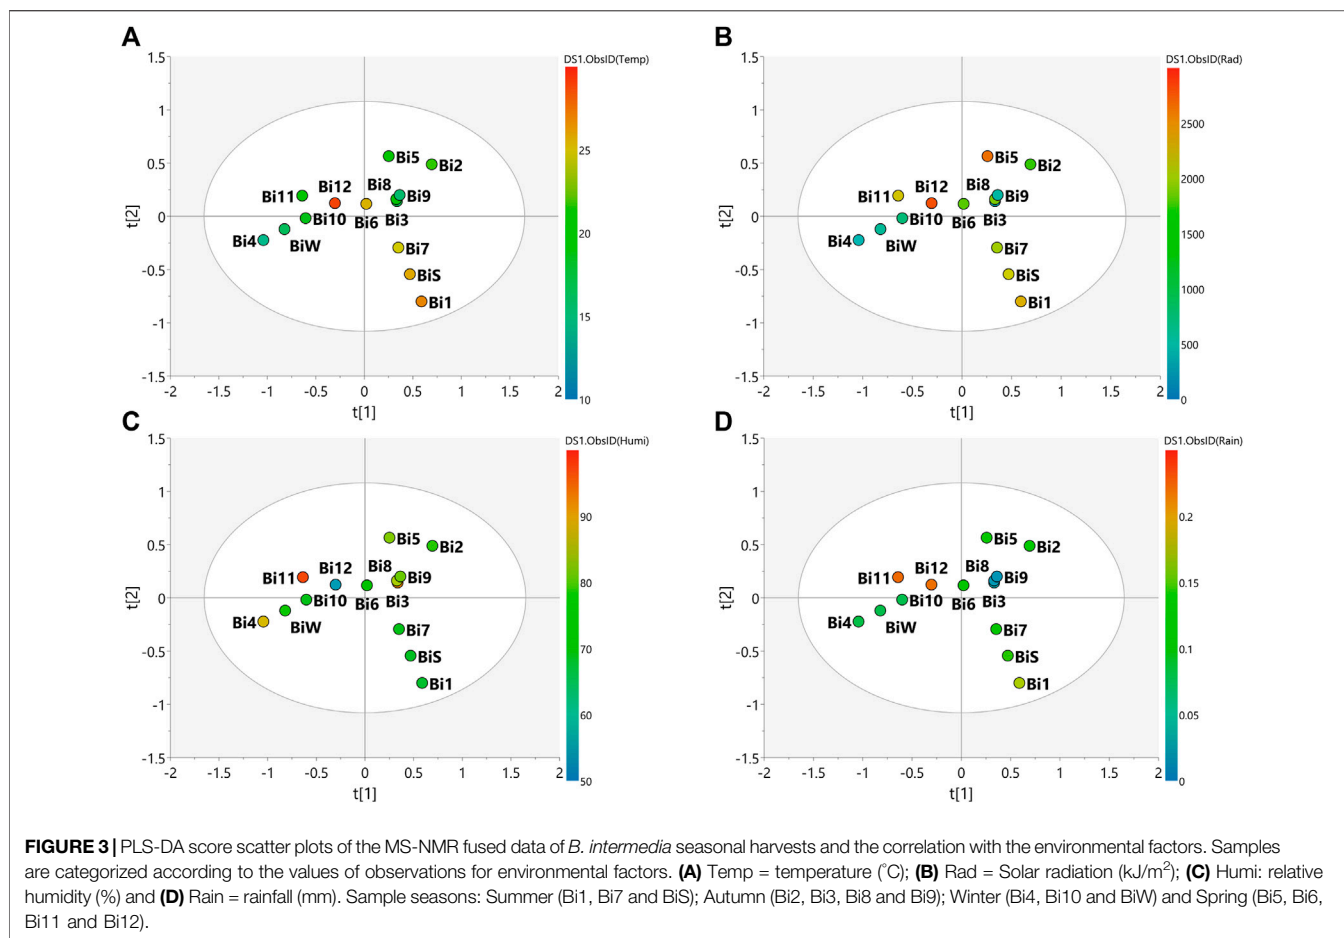 A
B
DS1.ObsID(Temp)
DS1.ObsID(Rad)
1.5
1
0.5
0
-0.5
-1
-1.5
t[2]
-2 -1.5 -1 -0.5 0 0.5 1 1.5 2
t[1]
Bi5
Bi2
Bi11
Bi12
Bi8
Bi9
Bi10
Bi6
Bi3
Bi4
BiW
Bi7
BiS
Bi1
25
20
15
10
1.5
1
0.5
0
-0.5
-1
-1.5
t[2]
-2 -1.5 -1 -0.5 0 0.5 1 1.5 2
t[1]
Bi5
Bi2
Bi11
Bi12
Bi8
Bi9
Bi10
Bi6
Bi3
Bi4
BiW
Bi7
BiS
Bi1
2500
2000
1500
1000
500
0
C
D
DS1.ObsID(Humi)
DS1.ObsID(Rain)
1.5
1
0.5
0
-0.5
-1
-1.5
t[2]
-2 -1.5 -1 -0.5 0 0.5 1 1.5 2
t[1]
Bi5
Bi2
Bi11
Bi12
Bi8
Bi9
Bi10
Bi6
Bi3
Bi4
BiW
Bi7
BiS
Bi1
90
80
70
60
50
1.5
1
0.5
0
-0.5
-1
-1.5
t[2]
-2 -1.5 -1 -0.5 0 0.5 1 1.5 2
t[1]
Bi5
Bi2
Bi11
Bi12
Bi8
Bi9
Bi10
Bi6
Bi3
Bi4
BiW
Bi7
BiS
Bi1
0.2
0.15
0.1
0.05
0
FIGURE 3 | PLS-DA score scatter plots of the MS-NMR fused data of B. intermedia seasonal harvests and the correlation with the environmental factors. Samples
are categorized according to the values of observations for environmental factors. (A) Temp = temperature (°C); (B) Rad = Solar radiation (kJ/m²); (C) Humi: relative
humidity (%) and (D) Rain = rainfall (mm). Sample seasons: Summer (Bi1, Bi7 and BiS); Autumn (Bi2, Bi3, Bi8 and Bi9); Winter (Bi4, Bi10 and BiW) and Spring (Bi5, Bi6,
Bi11 and Bi12).